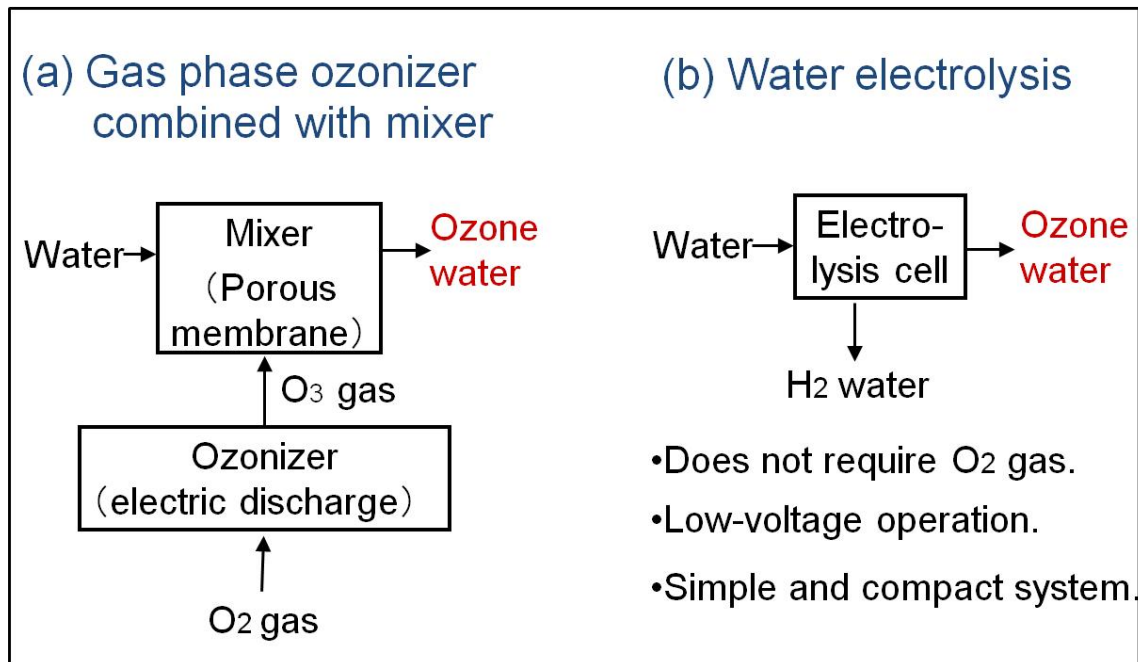 (a) Gas phase ozonizer
combined with mixer
Water
Mixer
（Porous
membrane）
Ozone
water
O3 gas
Ozonizer
（electric discharge）
O2 gas
(b) Water electrolysis
Water
Electro-
lysis cell
Ozone
water
H2 water
•Does not require O2 gas.
•Low-voltage operation.
•Simple and compact system.